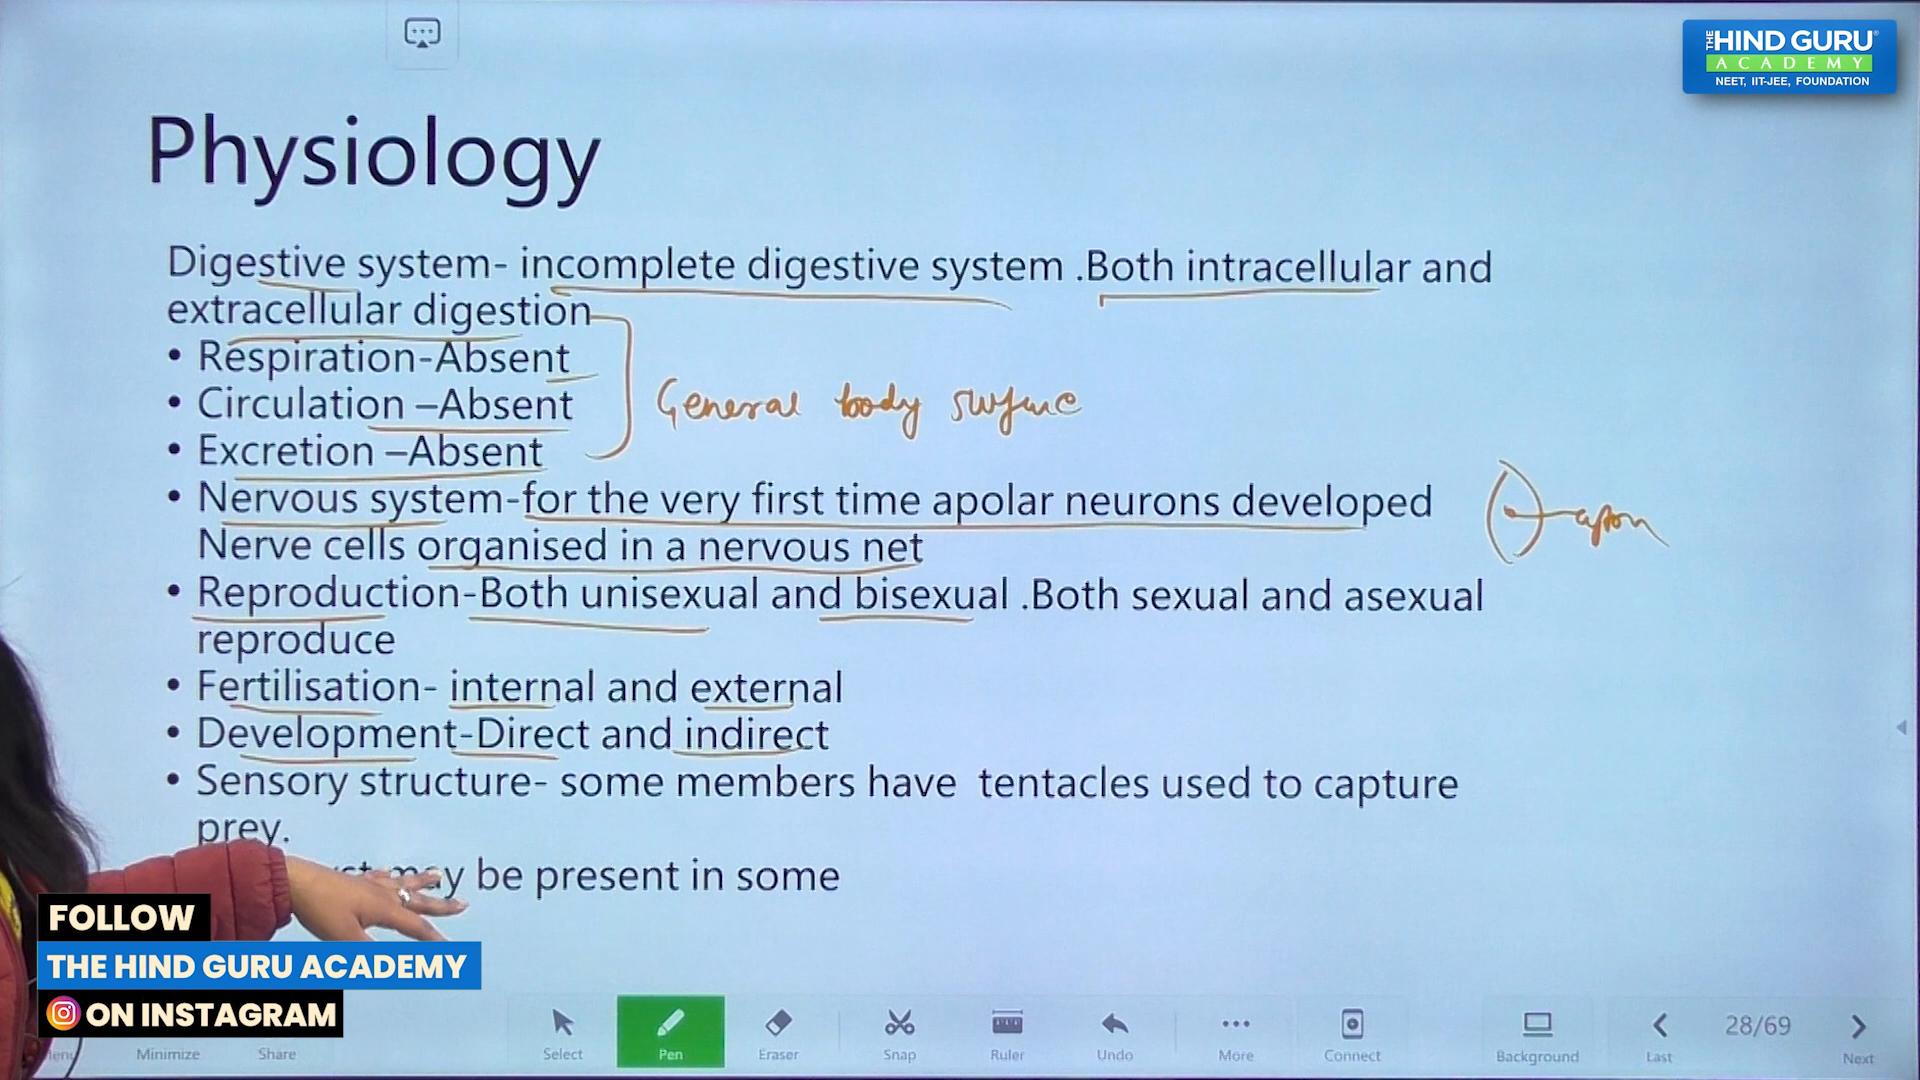 THE HIND GURU
ACADEMY
NEET, IIT-JEE, FOUNDATION
Physiology
Digestive system- incomplete digestive system .Both intracellular and
extracellular digestion
• Respiration-Absent
• Circulation –Absent
General body surface
• Excretion –Absent
• Nervous system-for the very first time apolar neurons developed
Nerve cells organised in a nervous net
• Reproduction-Both unisexual and bisexual .Both sexual and asexual
reproduce
• Fertilisation- internal and external
• Development-Direct and indirect
• Sensory structure- some members have tentacles used to capture
prey.
may be present in some
FOLLOW
THE HIND GURU ACADEMY
ON INSTAGRAM
Minimize
Share
Select
Pen
Eraser
Snap
Ruler
Undo
More
Connect
Background
Last
28/69
Next